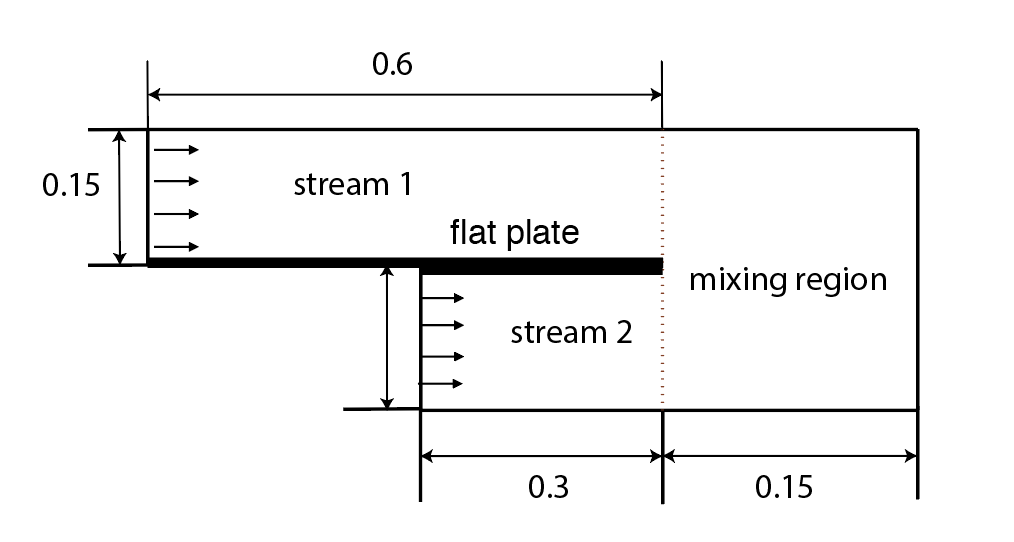 0.6
0.15
stream 1
flat plate
mixing region
stream 2
0.3
0.15